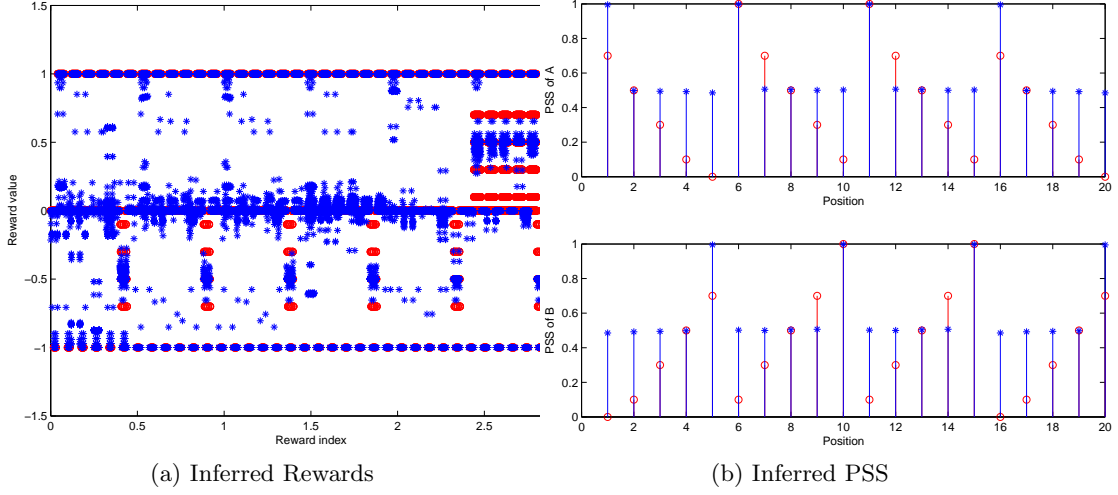 1.5
1
0.5
0
−0.5
−1
−1.5
Reward value
0 0.5 1 1.5 2 2.5
Reward index
(a) Inferred Rewards
1
0.8
0.6
0.4
0.2
0
PSS of A
0 2 4 6 8 10 12 14 16 18 20
Position
1
0.8
0.6
0.4
0.2
0
PSS of B
0 2 4 6 8 10 12 14 16 18 20
Position
(b) Inferred PSS